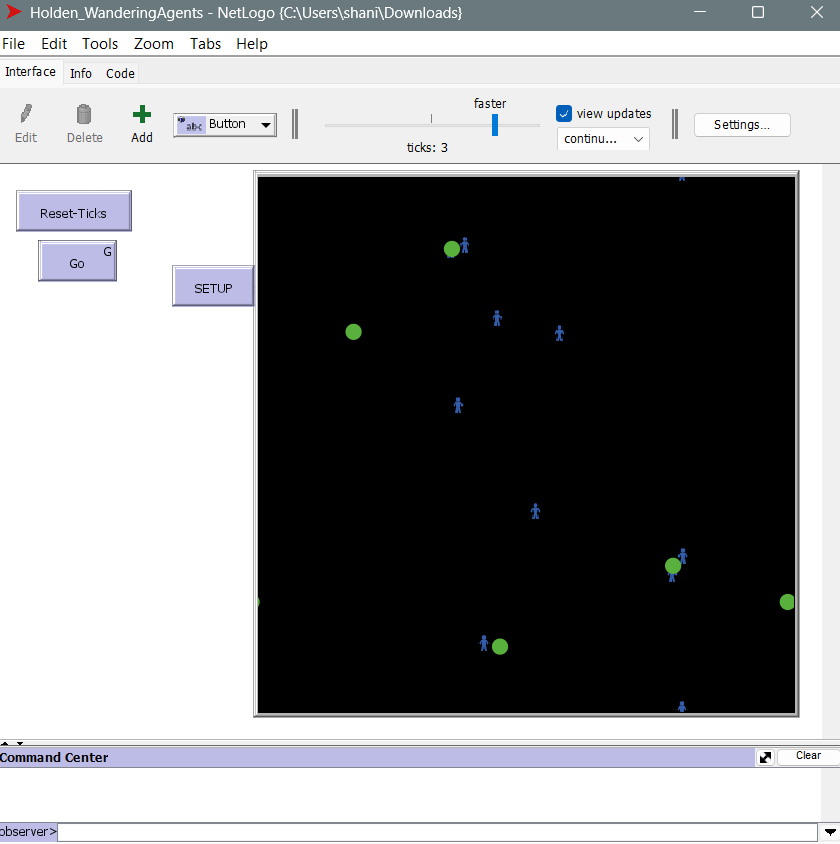 Holden_WanderingAgents - NetLogo {C:\Users\shani\Downloads}
File Edit Tools Zoom Tabs Help
Interface Info Code
Edit Delete Add abc Button faster view updates Settings...
ticks: 3 continu...
Reset-Ticks
G
Go
SETUP
Command Center Clear
observer>